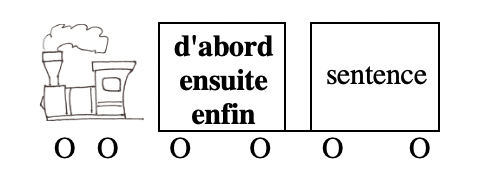 d'abord
ensuite
enfin
sentence
O O O O O O